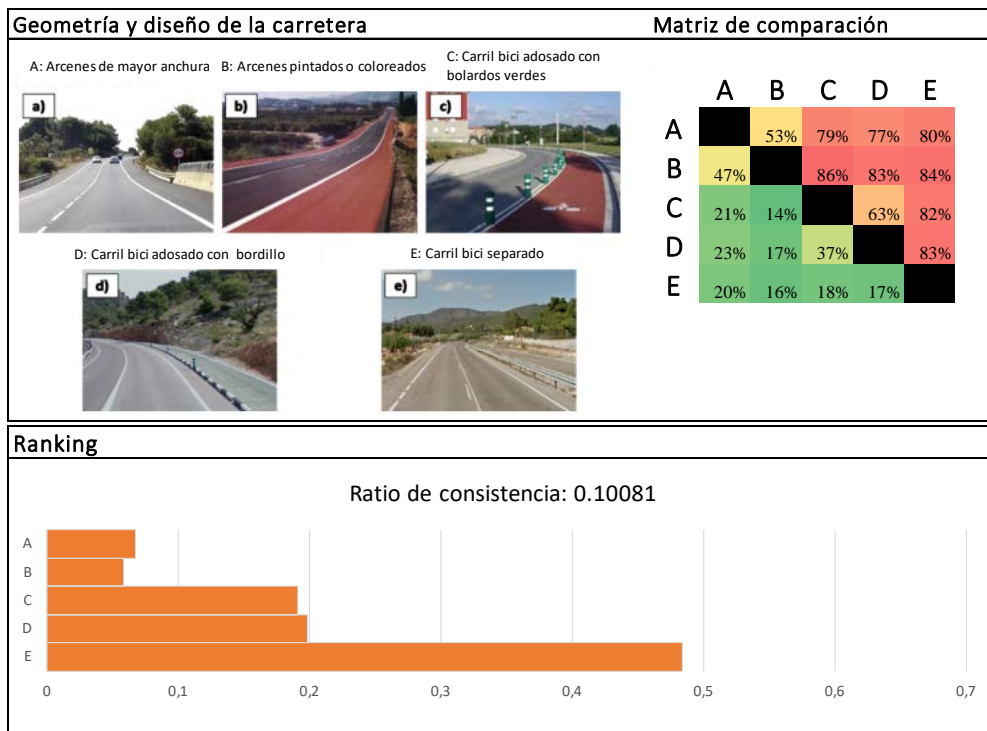 Geometría y diseño de la carretera
Matriz de comparación
A: Arcenes de mayor anchura
B: Arcenes pintados o coloreados
C: Carril bici adosado con
bolardos verdes
a)
b)
c)
D: Carril bici adosado con bordillo
E: Carril bici separado
d)
e)
A B C D E
A 53% 79% 77% 80%
B 47% 86% 83% 84%
C 21% 14% 63% 82%
D 23% 17% 37% 83%
E 20% 16% 18% 17%
Ranking
Ratio de consistencia: 0.10081
A
B
C
D
E
0 0,1 0,2 0,3 0,4 0,5 0,6 0,7